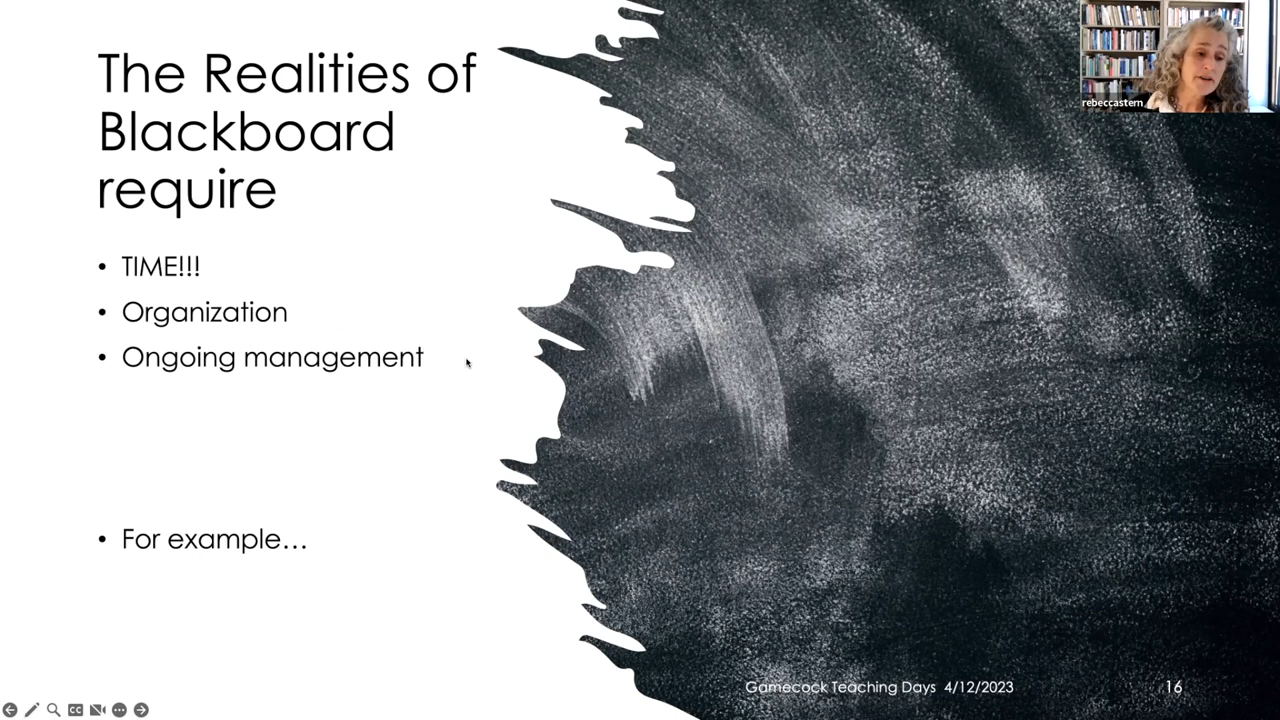 The Realities of
Blackboard
require
• TIME!!!
• Organization
• Ongoing management
• For example…
rebeccastern
Gamecock Teaching Days 4/12/2023
16
CC